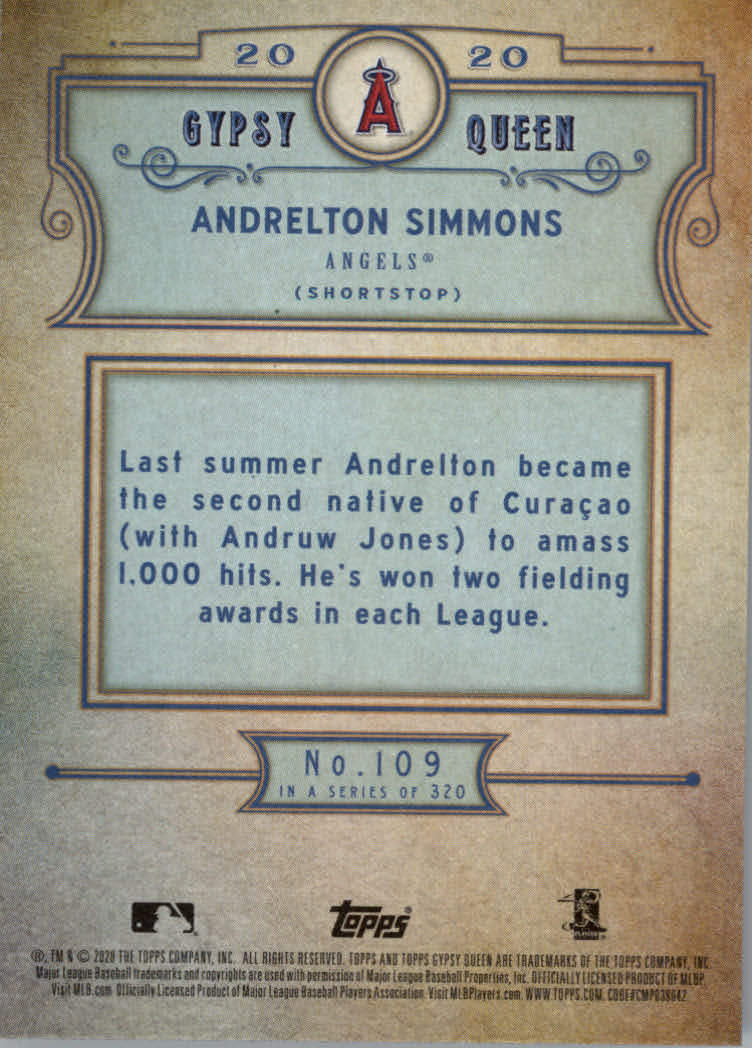 20 20
A
GYPSY QUEEN
ANDRELTON SIMMONS
ANGELS®
(SHORTSTOP)
Last summer Andrelton became
the second native of Curaçao
(with Andruw Jones) to amass
1,000 hits. He's won two fielding
awards in each League.
No. 109
IN A SERIES OF 320
TOPPS®
®, TM & © 2020 THE TOPPS COMPANY, INC. ALL RIGHTS RESERVED. TOPPS AND TOPPS GYPSY QUEEN ARE TRADEMARKS OF THE TOPPS COMPANY, INC.
Major League Baseball trademarks and copyrights are used with permission of Major League Baseball Properties, Inc. OFFICIALLY LICENSED PRODUCT OF MLBP.
Visit MLB.com Officially Licensed Product of Major League Baseball Players Association. Visit MLBPlayers.com. WWW.TOPPS.COM.